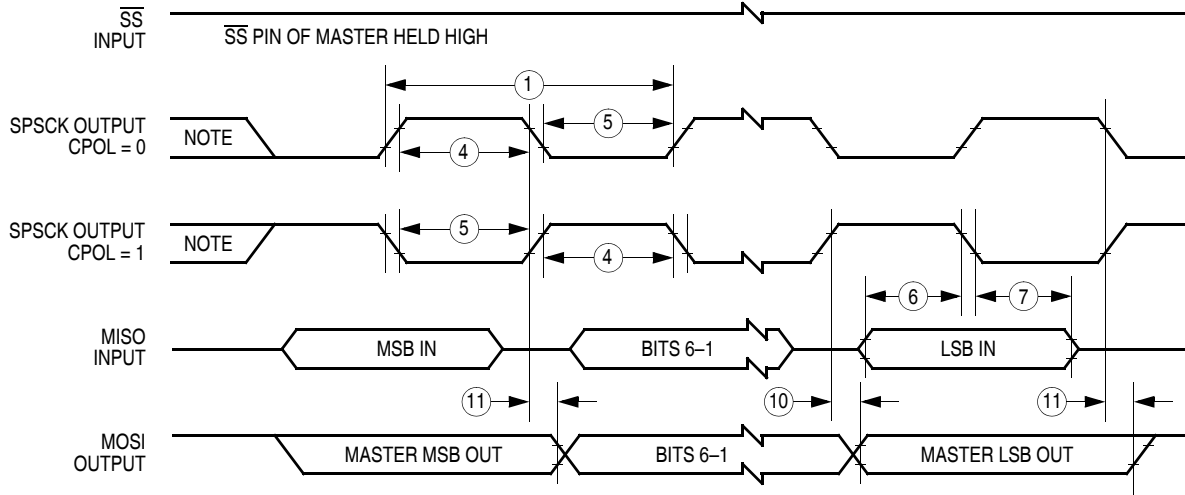 SS
INPUT
SS PIN OF MASTER HELD HIGH
1
SPSCK OUTPUT
CPOL = 0
NOTE
5
4
SPSCK OUTPUT
CPOL = 1
NOTE
5
4
6
7
MISO
INPUT
MSB IN
BITS 6–1
LSB IN
11
10
11
MOSI
OUTPUT
MASTER MSB OUT
BITS 6–1
MASTER LSB OUT